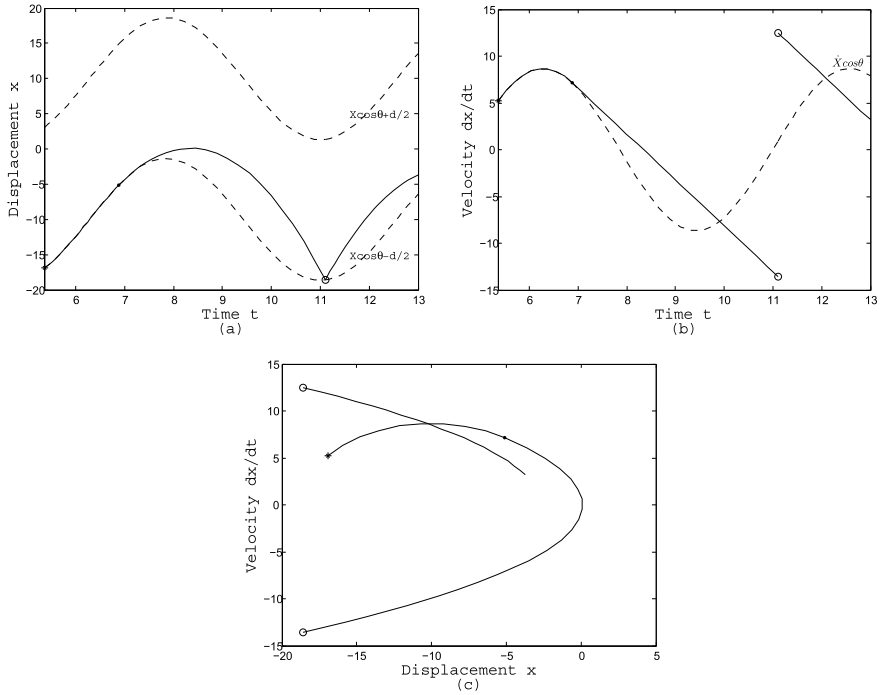 20
15
10
5
0
−5
−10
−15
−20
Displacement x
Xcosθ+d/2
Xcosθ−d/2
6 7 8 9 10 11 12 13
Time t
(a)
15
10
5
0
−5
−10
−15
Velocity dx/dt
Ẋcosθ
6 7 8 9 10 11 12 13
Time t
(b)
15
10
5
0
−5
−10
−15
Velocity dx/dt
−20 −15 −10 −5 0 5
Displacement x
(c)